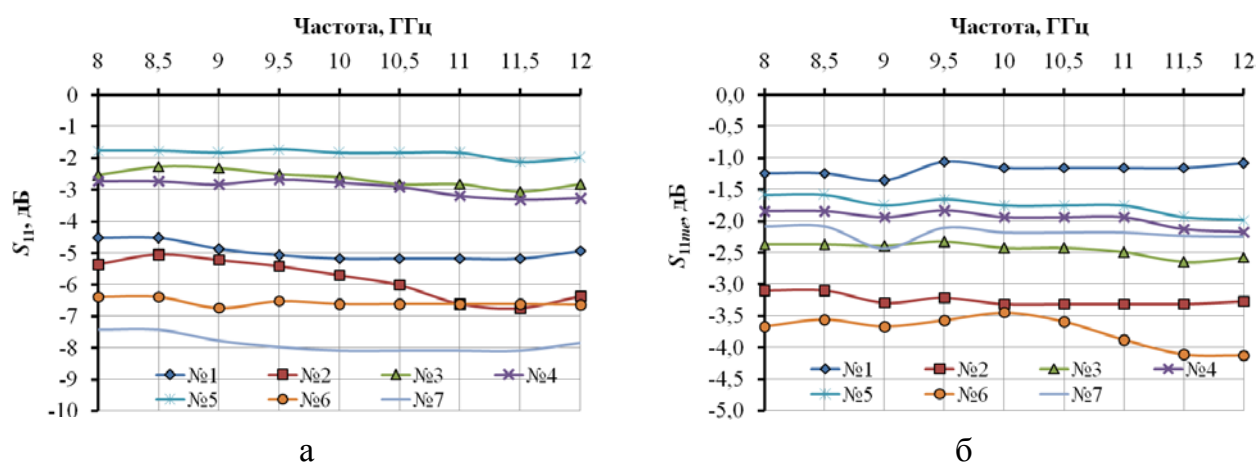 Частота, ГГц
8 8,5 9 9,5 10 10,5 11 11,5 12
0
-1
-2
-3
-4
-5
-6
-7
-8
-9
-10
S11, дБ
№1 №2 №3 №4
№5 №6 №7
а
Частота, ГГц
8 8,5 9 9,5 10 10,5 11 11,5 12
0,0
-0,5
-1,0
-1,5
-2,0
-2,5
-3,0
-3,5
-4,0
-4,5
-5,0
S11me, дБ
№1 №2 №3 №4
№5 №6 №7
б